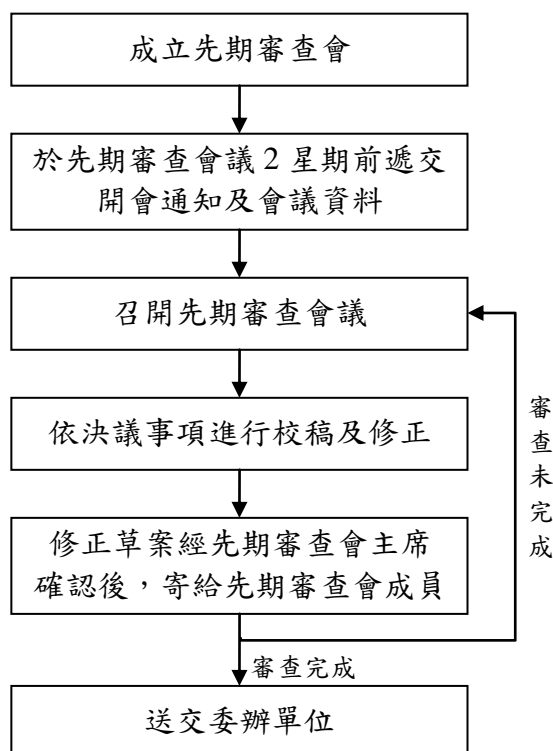 成立先期審查會
於先期審查會議 2 星期前遞交
開會通知及會議資料
召開先期審查會議
依決議事項進行校稿及修正
修正草案經先期審查會主席
確認後，寄給先期審查會成員
審查未完成
審查完成
送交委辦單位